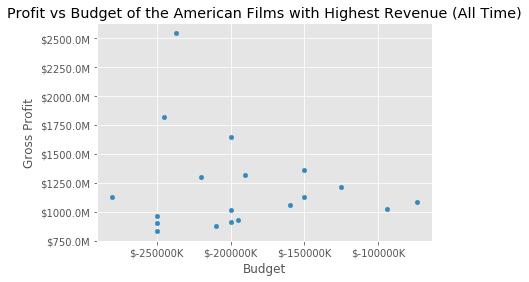 Profit vs Budget of the American Films with Highest Revenue (All Time)
$2500.0M
$2250.0M
$2000.0M
$1750.0M
$1500.0M
$1250.0M
$1000.0M
$750.0M
Gross Profit
$-250000K $-200000K $-150000K $-100000K
Budget